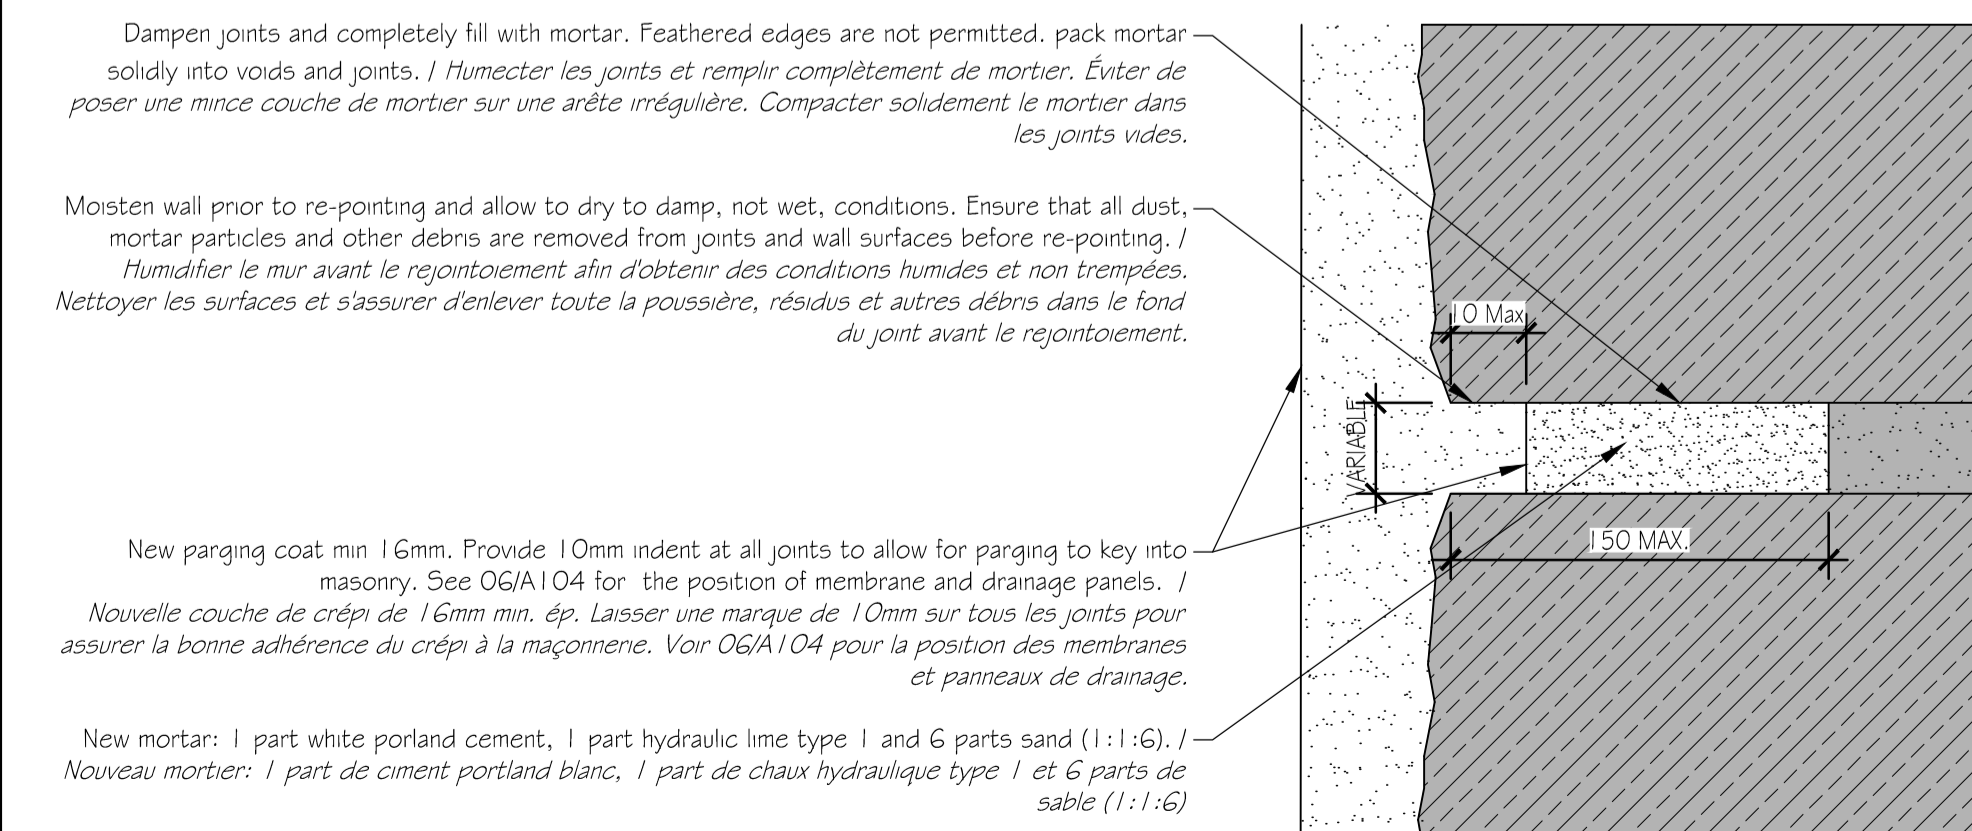 Dampen joints and completely fill with mortar. Feathered edges are not permitted. pack mortar
solidly into voids and joints. / Humecter les joints et remplir complètement de mortier. Éviter de
poser une mince couche de mortier sur une arête irrégulière. Compacter solidement le mortier dans
les joints vides.
Moisten wall prior to re-pointing and allow to dry to damp, not wet, conditions. Ensure that all dust,
mortar particles and other debris are removed from joints and wall surfaces before re-pointing. /
Humidifier le mur avant le rejointoiement afin d'obtenir des conditions humides et non trempées.
Nettoyer les surfaces et s'assurer d'enlever toute la poussière, résidus et autres débris dans le fond
du joint avant le rejointoiement.
10 Max
VARIABLE
150 MAX.
New parging coat min 16mm. Provide 10mm indent at all joints to allow for parging to key into
masonry. See 06/A104 for the position of membrane and drainage panels. /
Nouvelle couche de crépi de 16mm min. ép. Laisser une marque de 10mm sur tous les joints pour
assurer la bonne adhérence du crépi à la maçonnerie. Voir 06/A104 pour la position des membranes
et panneaux de drainage.
New mortar: 1 part white porland cement, 1 part hydraulic lime type 1 and 6 parts sand (1:1:6). /
Nouveau mortier: 1 part de ciment portland blanc, 1 part de chaux hydraulique type 1 et 6 parts de
sable (1:1:6)